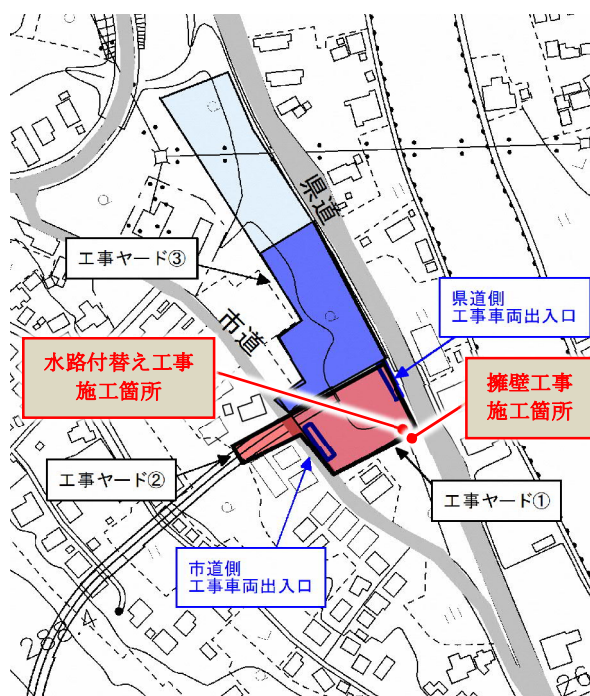 県道
工事ヤード③
県道側
工事車両出入口
市道
水路付替え工事
施工箇所
擁壁工事
施工箇所
工事ヤード②
工事ヤード①
市道側
工事車両出入口
288.4